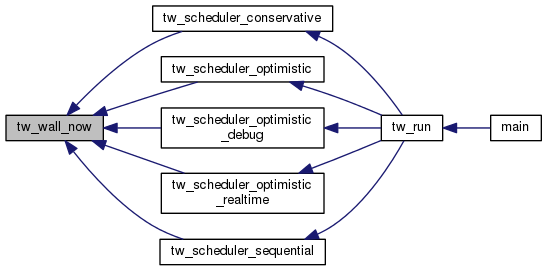 tw_scheduler_conservative
tw_scheduler_optimistic
tw_wall_now
tw_scheduler_optimistic
_debug
tw_run
main
tw_scheduler_optimistic
_realtime
tw_scheduler_sequential